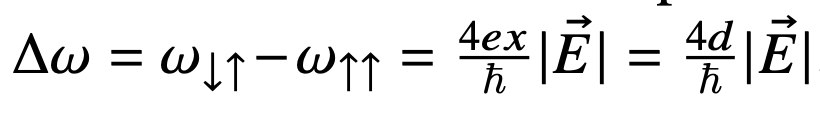 Δω = ω↓↑ − ω↑↑ = 4ex/ħ |E⃗| = 4d/ħ |E⃗|